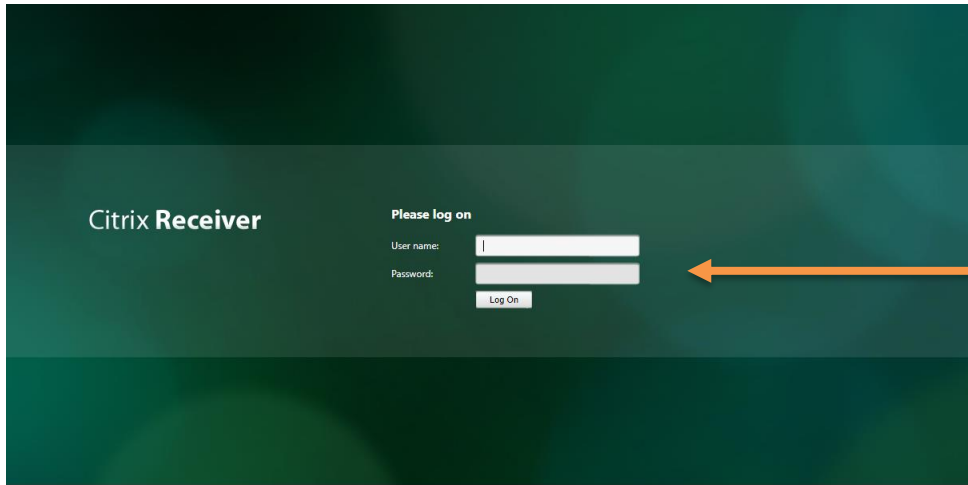 Citrix Receiver
Please log on
User name:
Password:
Log On